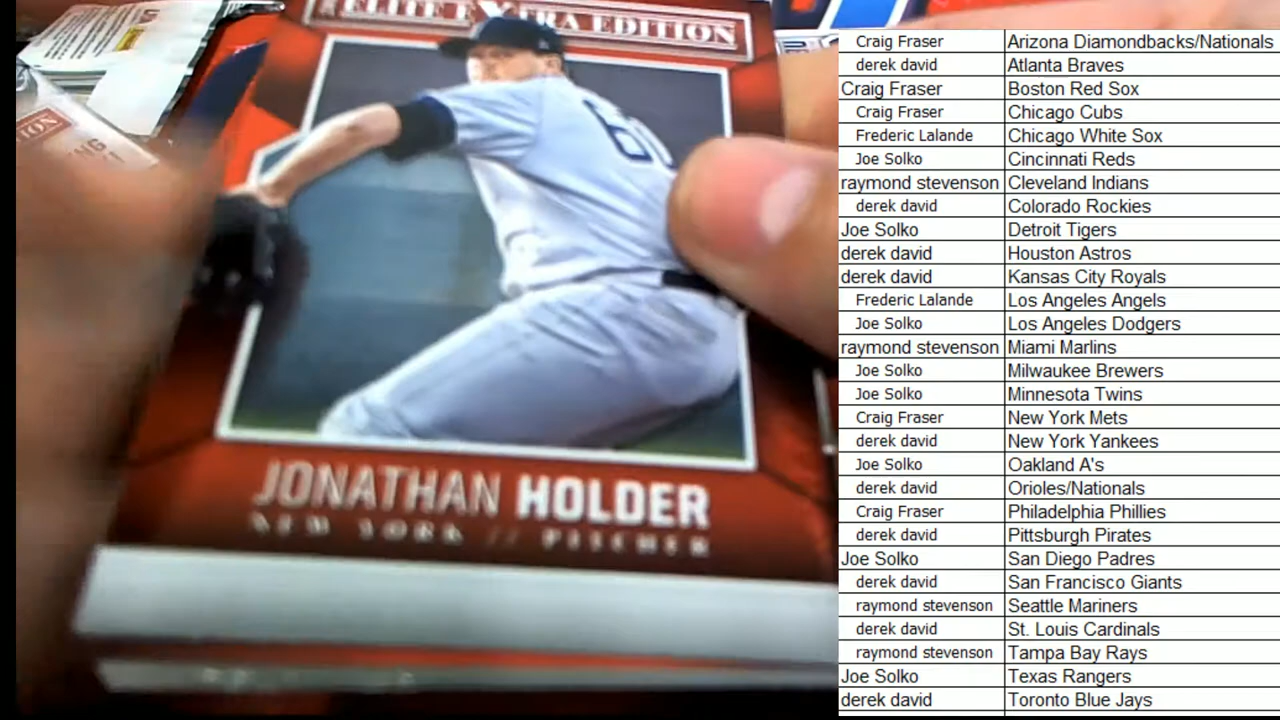 ELITE EXTRA EDITION
JONATHAN HOLDER
NEW YORK // PITCHER
Craig Fraser Arizona Diamondbacks/Nationals
derek david Atlanta Braves
Craig Fraser Boston Red Sox
Craig Fraser Chicago Cubs
Frederic Lalande Chicago White Sox
Joe Solko Cincinnati Reds
raymond stevenson Cleveland Indians
derek david Colorado Rockies
Joe Solko Detroit Tigers
derek david Houston Astros
derek david Kansas City Royals
Frederic Lalande Los Angeles Angels
Joe Solko Los Angeles Dodgers
raymond stevenson Miami Marlins
Joe Solko Milwaukee Brewers
Joe Solko Minnesota Twins
Craig Fraser New York Mets
derek david New York Yankees
Joe Solko Oakland A's
derek david Orioles/Nationals
Craig Fraser Philadelphia Phillies
derek david Pittsburgh Pirates
Joe Solko San Diego Padres
derek david San Francisco Giants
raymond stevenson Seattle Mariners
derek david St. Louis Cardinals
raymond stevenson Tampa Bay Rays
Joe Solko Texas Rangers
derek david Toronto Blue Jays